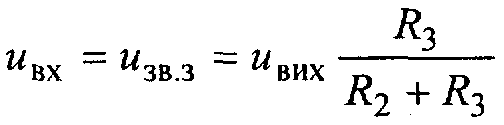 u_вх = u_зв.з = u_вих R_3 / (R_2 + R_3)